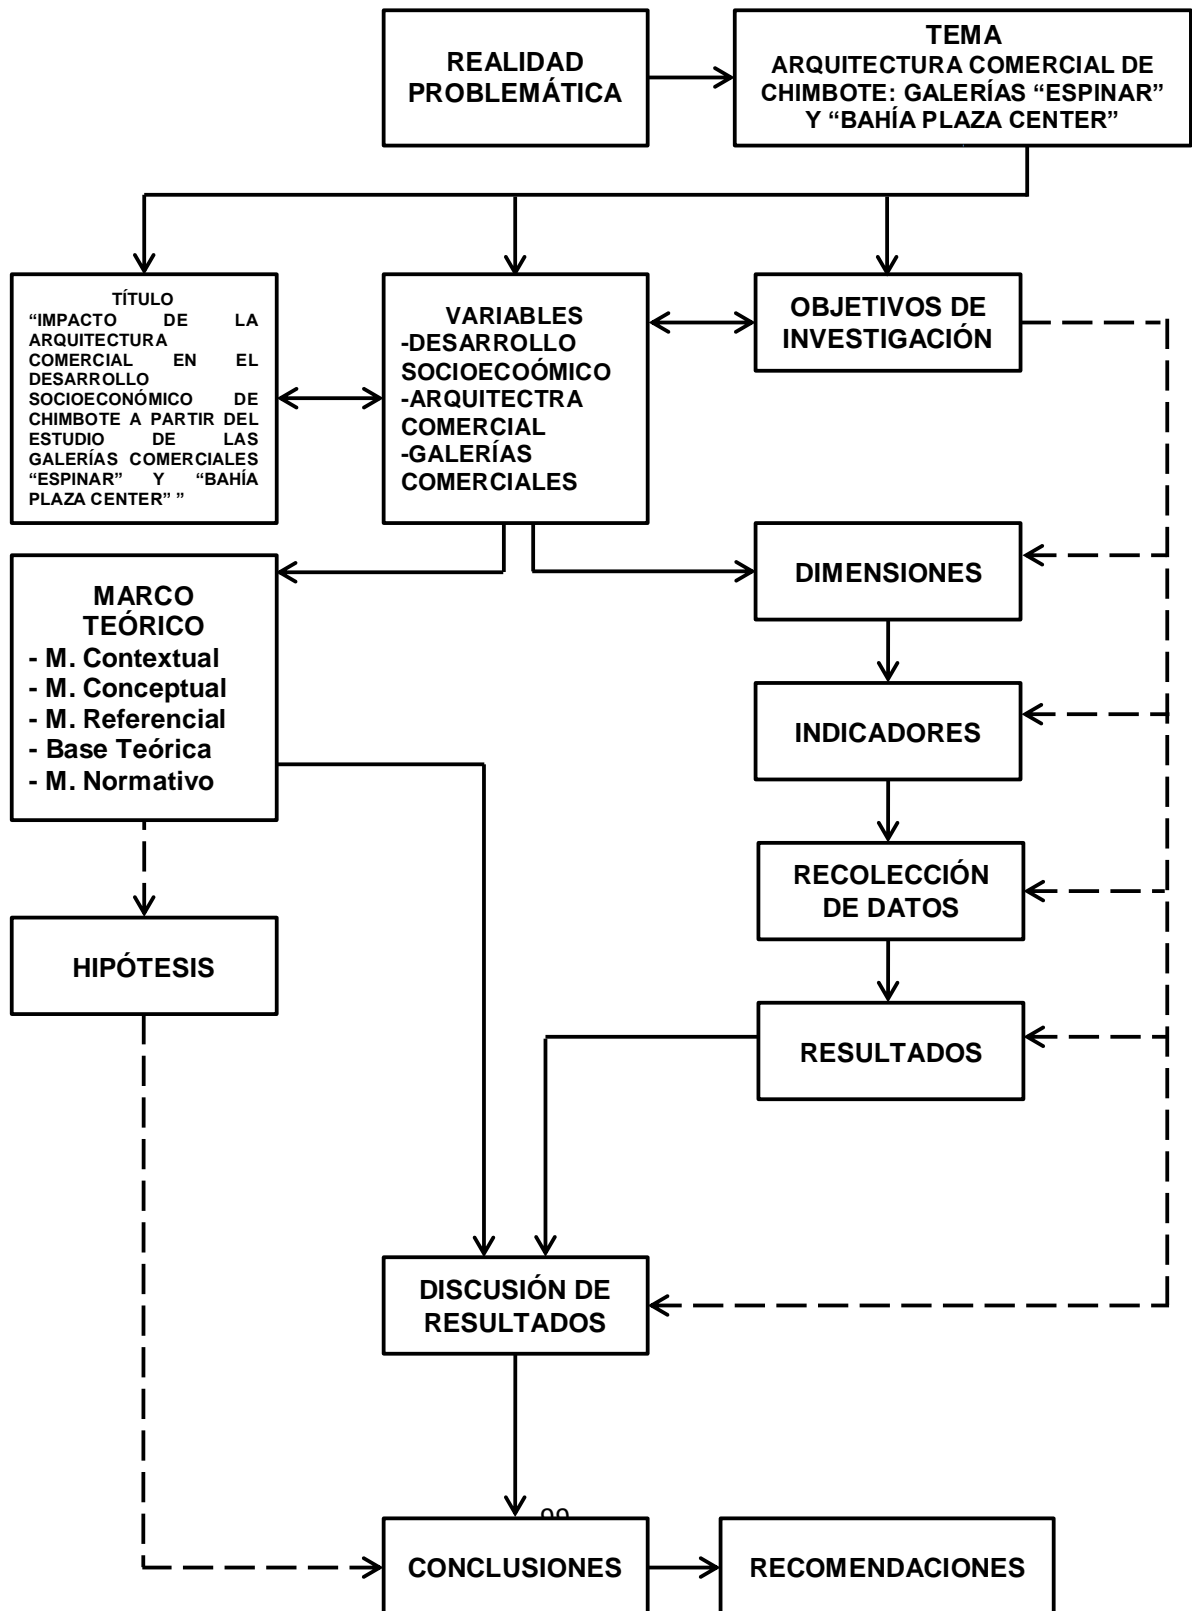 REALIDAD
PROBLEMÁTICA
TEMA
ARQUITECTURA COMERCIAL DE
CHIMBOTE: GALERÍAS “ESPINAR”
Y “BAHÍA PLAZA CENTER”
TÍTULO
“IMPACTO DE LA
ARQUITECTURA
COMERCIAL EN EL
DESARROLLO
SOCIOECONÓMICO DE
CHIMBOTE A PARTIR DEL
ESTUDIO DE LAS
GALERÍAS COMERCIALES
“ESPINAR” Y “BAHÍA
PLAZA CENTER” ”
VARIABLES
-DESARROLLO
SOCIOECOÓMICO
-ARQUITECTRA
COMERCIAL
-GALERÍAS
COMERCIALES
OBJETIVOS DE
INVESTIGACIÓN
MARCO
TEÓRICO
- M. Contextual
- M. Conceptual
- M. Referencial
- Base Teórica
- M. Normativo
DIMENSIONES
INDICADORES
RECOLECCIÓN
DE DATOS
HIPÓTESIS
RESULTADOS
DISCUSIÓN DE
RESULTADOS
CONCLUSIONES
RECOMENDACIONES